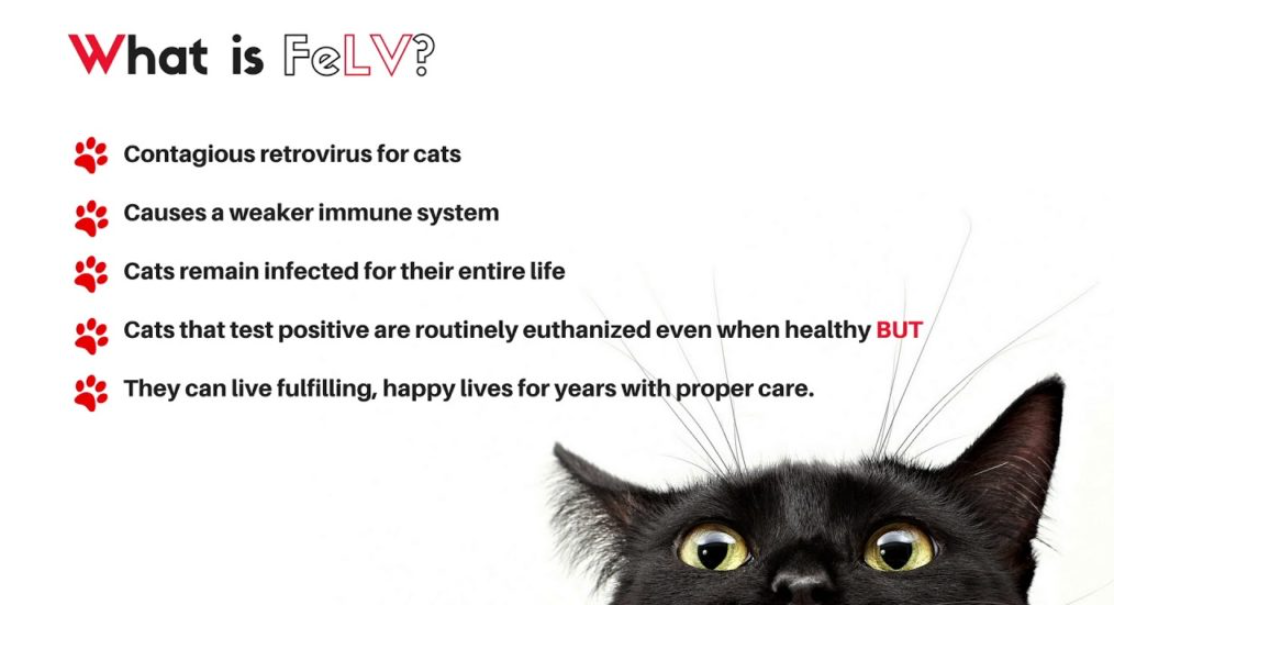 What is FeLV?
Contagious retrovirus for cats
Causes a weaker immune system
Cats remain infected for their entire life
Cats that test positive are routinely euthanized even when healthy BUT
They can live fulfilling, happy lives for years with proper care.